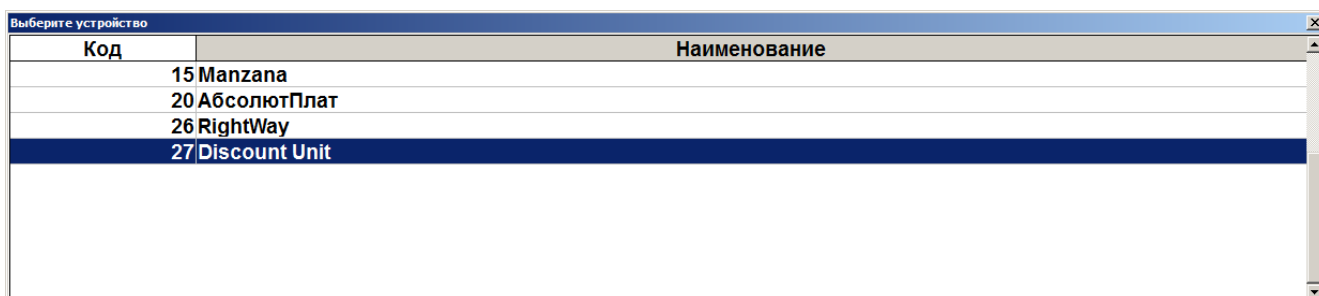 Выберите устройство
Код Наименование
15 Manzana
20 АбсолютПлат
26 RightWay
27 Discount Unit